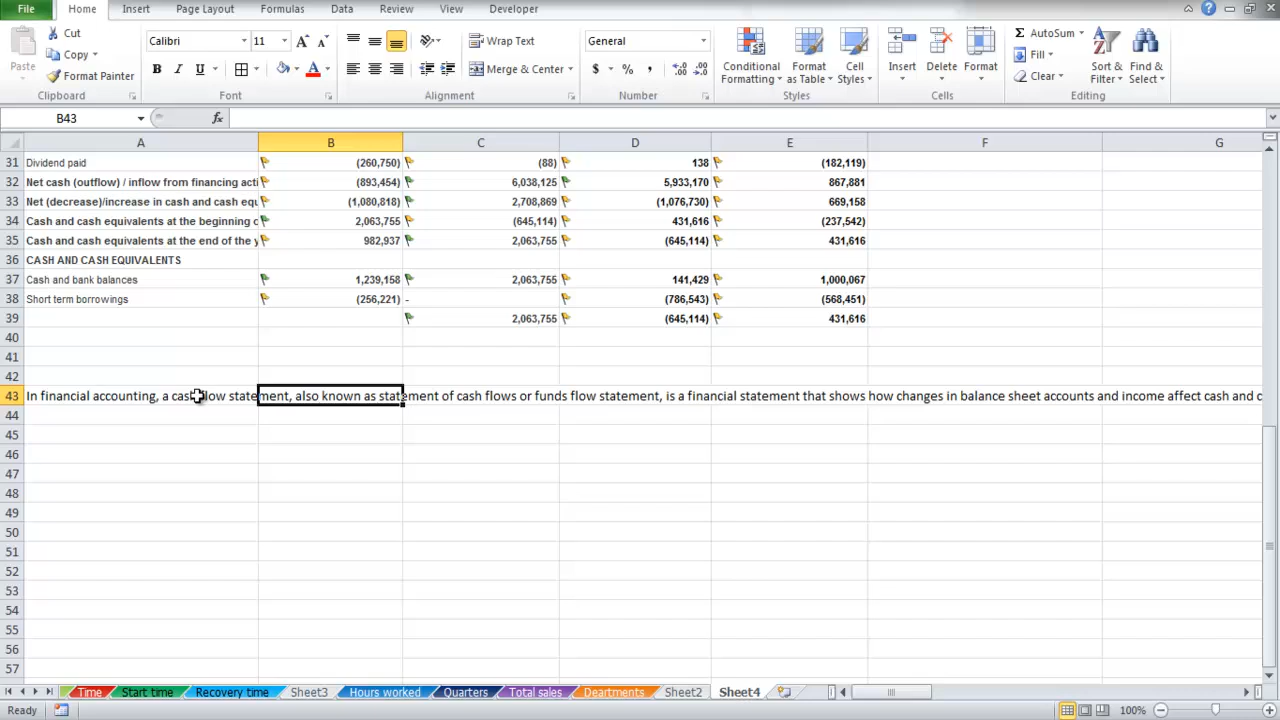 File Home Insert Page Layout Formulas Data Review View Developer
Cut
Calibri 11 Wrap Text General AutoSum
Copy Fill
Paste Conditional Format Cell Insert Delete Format Sort & Find &
Format Painter Merge & Center $ % , Clear
Formatting as Table Styles Filter Select
Clipboard Font Alignment Number Styles Cells Editing
B43 fx
A B C D E F G
31 Dividend paid (260,750) (88) 138 (182,119)
32 Net cash (outflow) / inflow from financing acti (893,454) 6,038,125 5,933,170 867,881
33 Net (decrease)/increase in cash and cash equ (1,080,818) 2,708,869 (1,076,730) 669,158
34 Cash and cash equivalents at the beginning o 2,063,755 (645,114) 431,616 (237,542)
35 Cash and cash equivalents at the end of the y 982,937 2,063,755 (645,114) 431,616
36 CASH AND CASH EQUIVALENTS
37 Cash and bank balances 1,239,158 2,063,755 141,429 1,000,067
38 Short term borrowings (256,221) - (786,543) (568,451)
39 2,063,755 (645,114) 431,616
40
41
42
43 In financial accounting, a cash flow statement, also known as statement of cash flows or funds flow statement, is a financial statement that shows how changes in balance sheet accounts and income affect cash and c
44
45
46
47
48
49
50
51
52
53
54
55
56
57
Time Start time Recovery time Sheet3 Hours worked Quarters Total sales Deartments Sheet2 Sheet4
Ready 100%